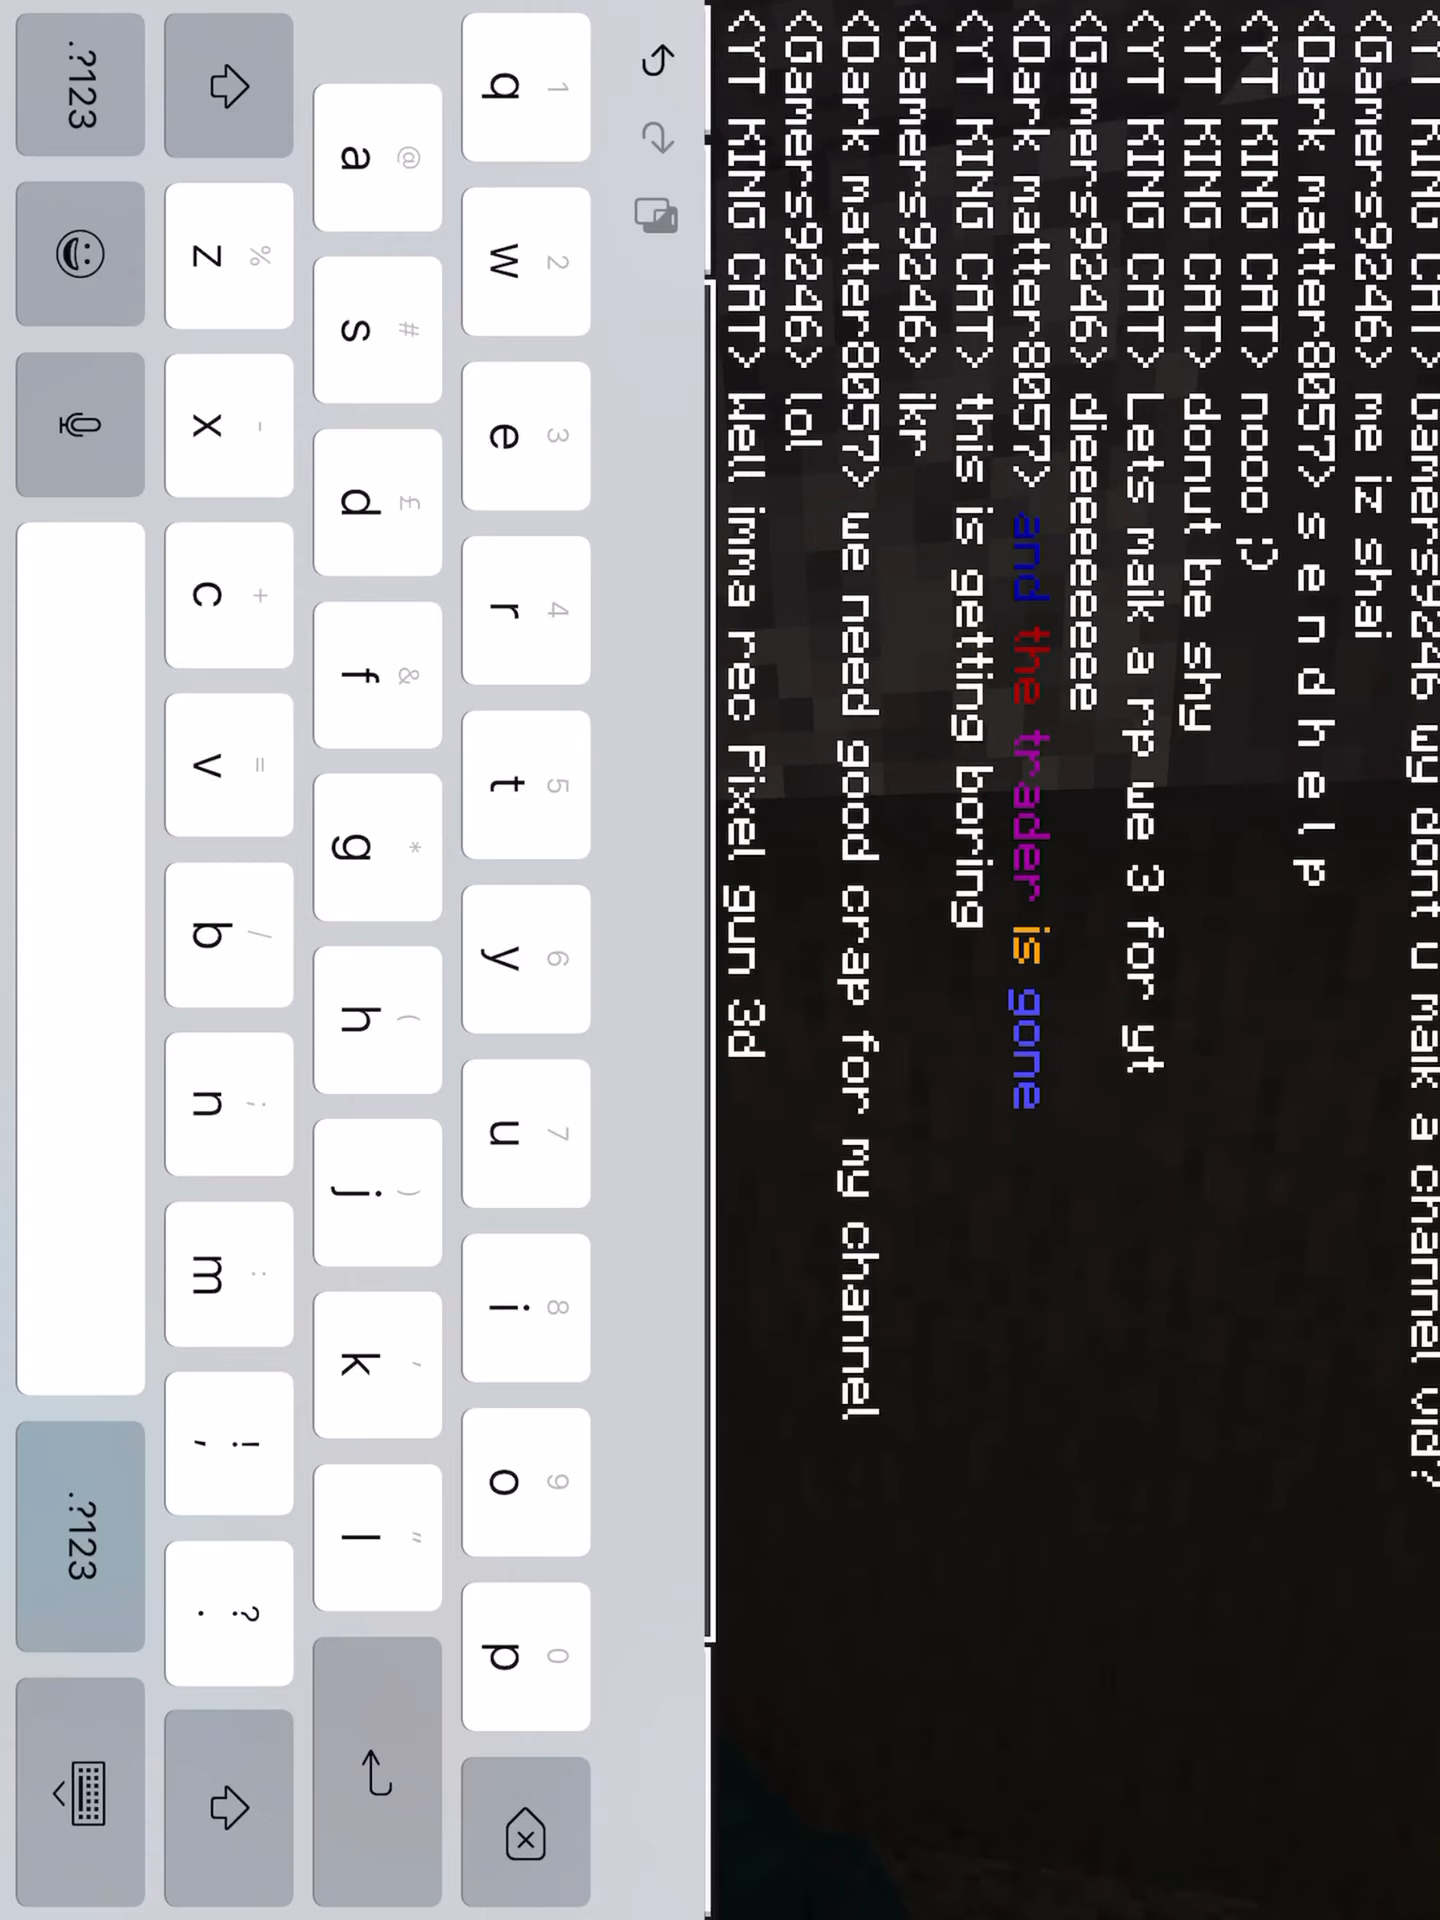 <YT KING CAT> Gamers9246 wy dont u maik a channel vid?
<Gamers9246> me iz shai
<Dark matter8057> s e n d h e l p
<YT KING CAT> nooo ;)
<YT KING CAT> donut be shy
<YT KING CAT> Lets maik a rp we 3 for yt
<Gamers9246> dieeeeeeeeee
<Dark matter8057> and the trader is gone
<YT KING CAT> this is getting boring
<Gamers9246> ikr
<Dark matter8057> we need good crap for my channel
<Gamers9246> lol
<YT KING CAT> Well imma rec Pixel gun 3d
1 2 3 4 5 6 7 8 9 0
q w e r t y u i o p
@ # £ & * ( ) ' "
a s d f g h j k l
% - + = / ; : ! ?
z x c v b n m , .
.?123 .?123